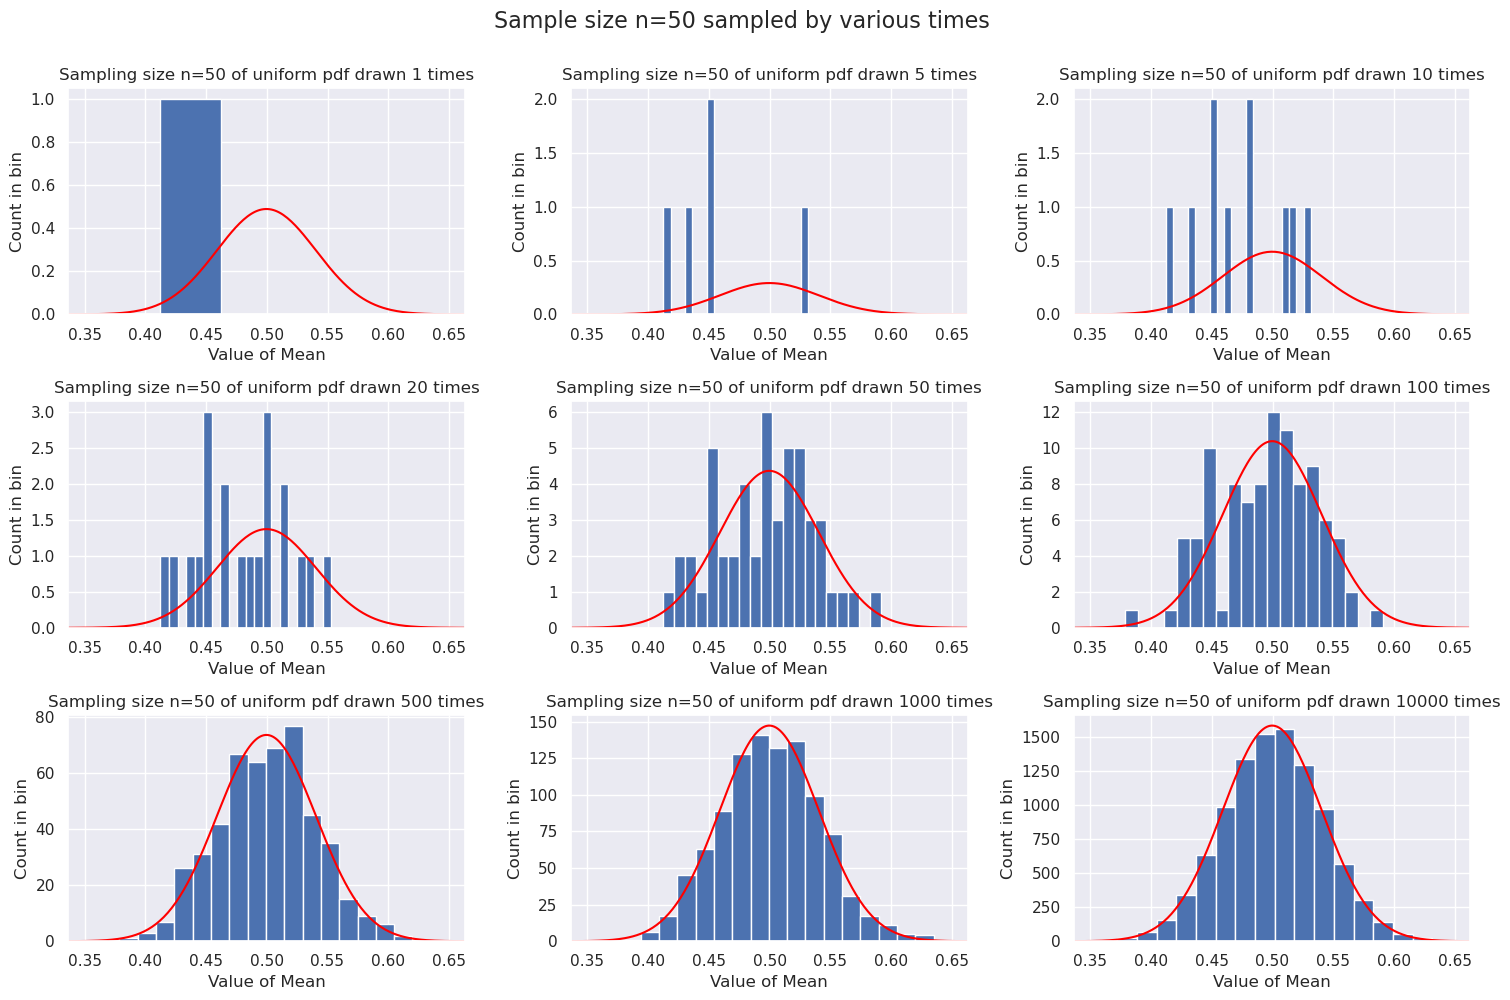 Sample size n=50 sampled by various times
Sampling size n=50 of uniform pdf drawn 1 times
Count in bin
1.0
0.8
0.6
0.4
0.2
0.0
0.35 0.40 0.45 0.50 0.55 0.60 0.65
Value of Mean
Sampling size n=50 of uniform pdf drawn 5 times
Count in bin
2.0
1.5
1.0
0.5
0.0
0.35 0.40 0.45 0.50 0.55 0.60 0.65
Value of Mean
Sampling size n=50 of uniform pdf drawn 10 times
Count in bin
2.0
1.5
1.0
0.5
0.0
0.35 0.40 0.45 0.50 0.55 0.60 0.65
Value of Mean
Sampling size n=50 of uniform pdf drawn 20 times
Count in bin
3.0
2.5
2.0
1.5
1.0
0.5
0.0
0.35 0.40 0.45 0.50 0.55 0.60 0.65
Value of Mean
Sampling size n=50 of uniform pdf drawn 50 times
Count in bin
6
5
4
3
2
1
0
0.35 0.40 0.45 0.50 0.55 0.60 0.65
Value of Mean
Sampling size n=50 of uniform pdf drawn 100 times
Count in bin
12
10
8
6
4
2
0
0.35 0.40 0.45 0.50 0.55 0.60 0.65
Value of Mean
Sampling size n=50 of uniform pdf drawn 500 times
Count in bin
80
60
40
20
0
0.35 0.40 0.45 0.50 0.55 0.60 0.65
Value of Mean
Sampling size n=50 of uniform pdf drawn 1000 times
Count in bin
150
125
100
75
50
25
0
0.35 0.40 0.45 0.50 0.55 0.60 0.65
Value of Mean
Sampling size n=50 of uniform pdf drawn 10000 times
Count in bin
1500
1250
1000
750
500
250
0
0.35 0.40 0.45 0.50 0.55 0.60 0.65
Value of Mean